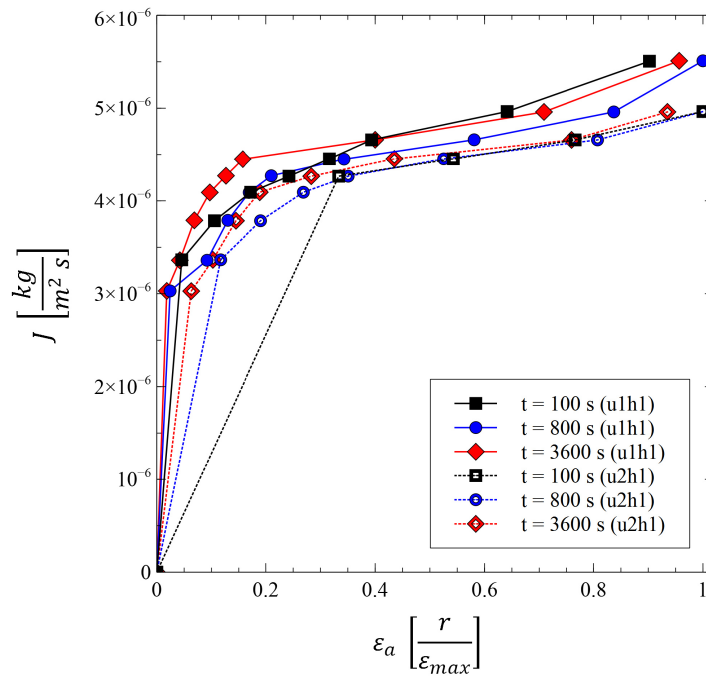 6×10⁻⁶
5×10⁻⁶
4×10⁻⁶
3×10⁻⁶
2×10⁻⁶
10⁻⁶
0
J [kg / m² s]
t = 100 s (u1h1)
t = 800 s (u1h1)
t = 3600 s (u1h1)
t = 100 s (u2h1)
t = 800 s (u2h1)
t = 3600 s (u2h1)
0 0.2 0.4 0.6 0.8 1
εₐ [r / ε_max]